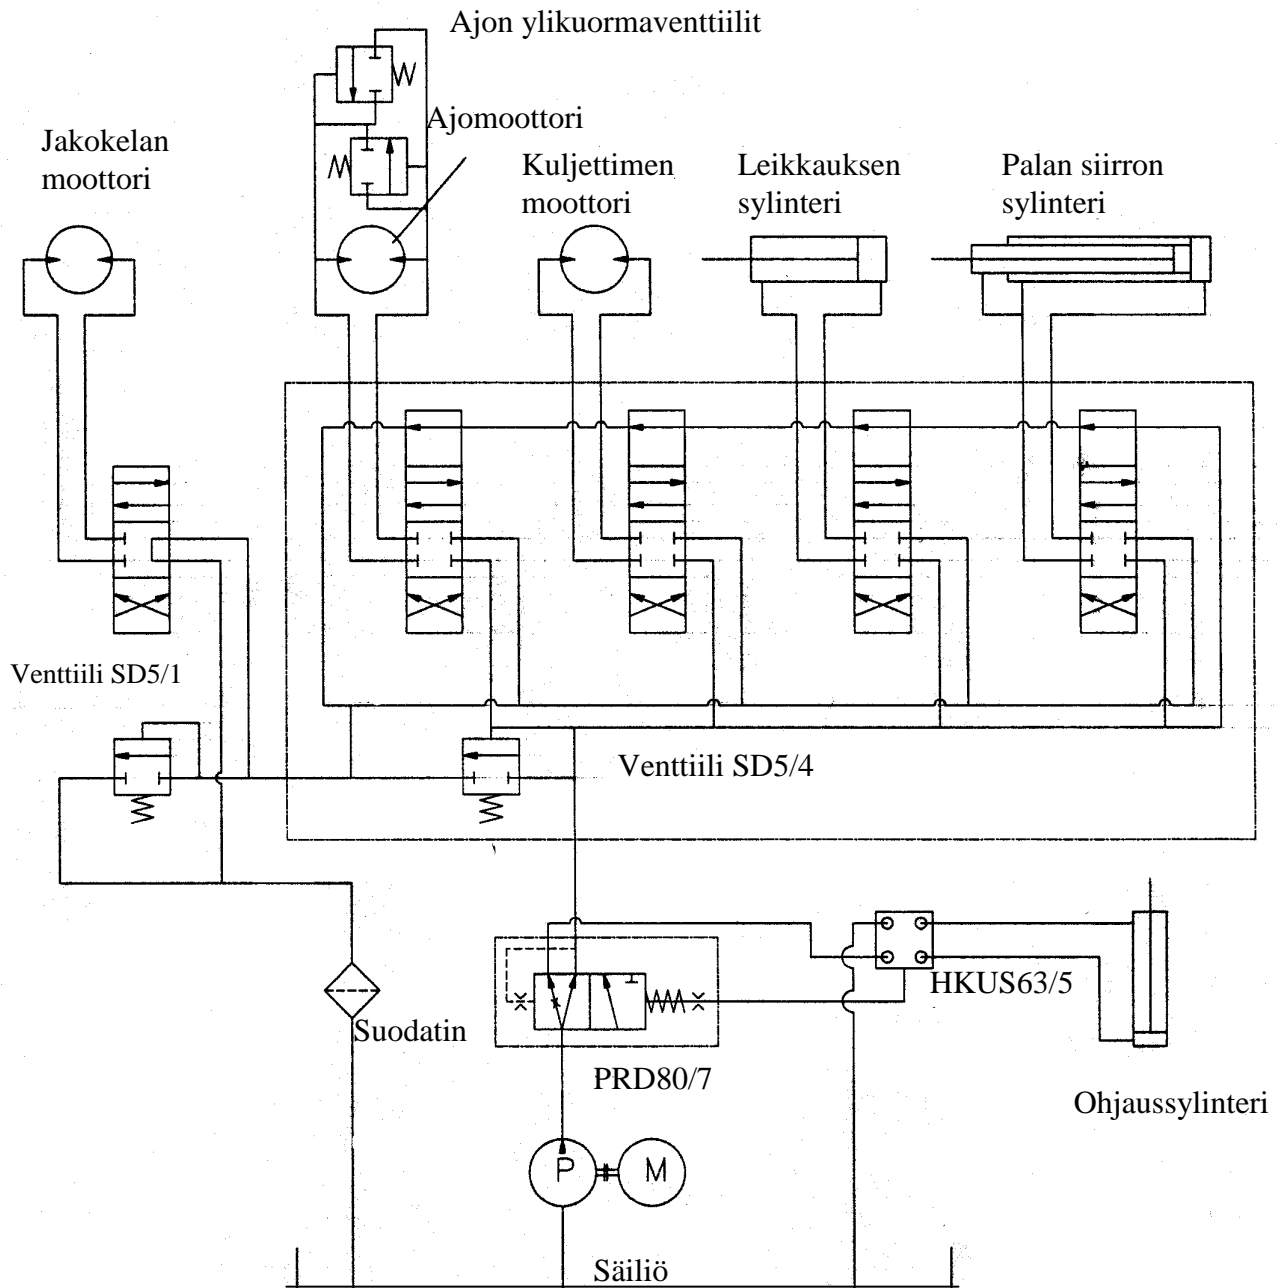 Ajon ylikuormaventtiilit
Ajomoottori
Jakokelan
moottori
Kuljettimen
moottori
Leikkauksen
sylinteri
Palan siirron
sylinteri
Venttiili SD5/1
Venttiili SD5/4
HKUS63/5
Suodatin
PRD80/7
Ohjaussylinteri
P
M
Säiliö